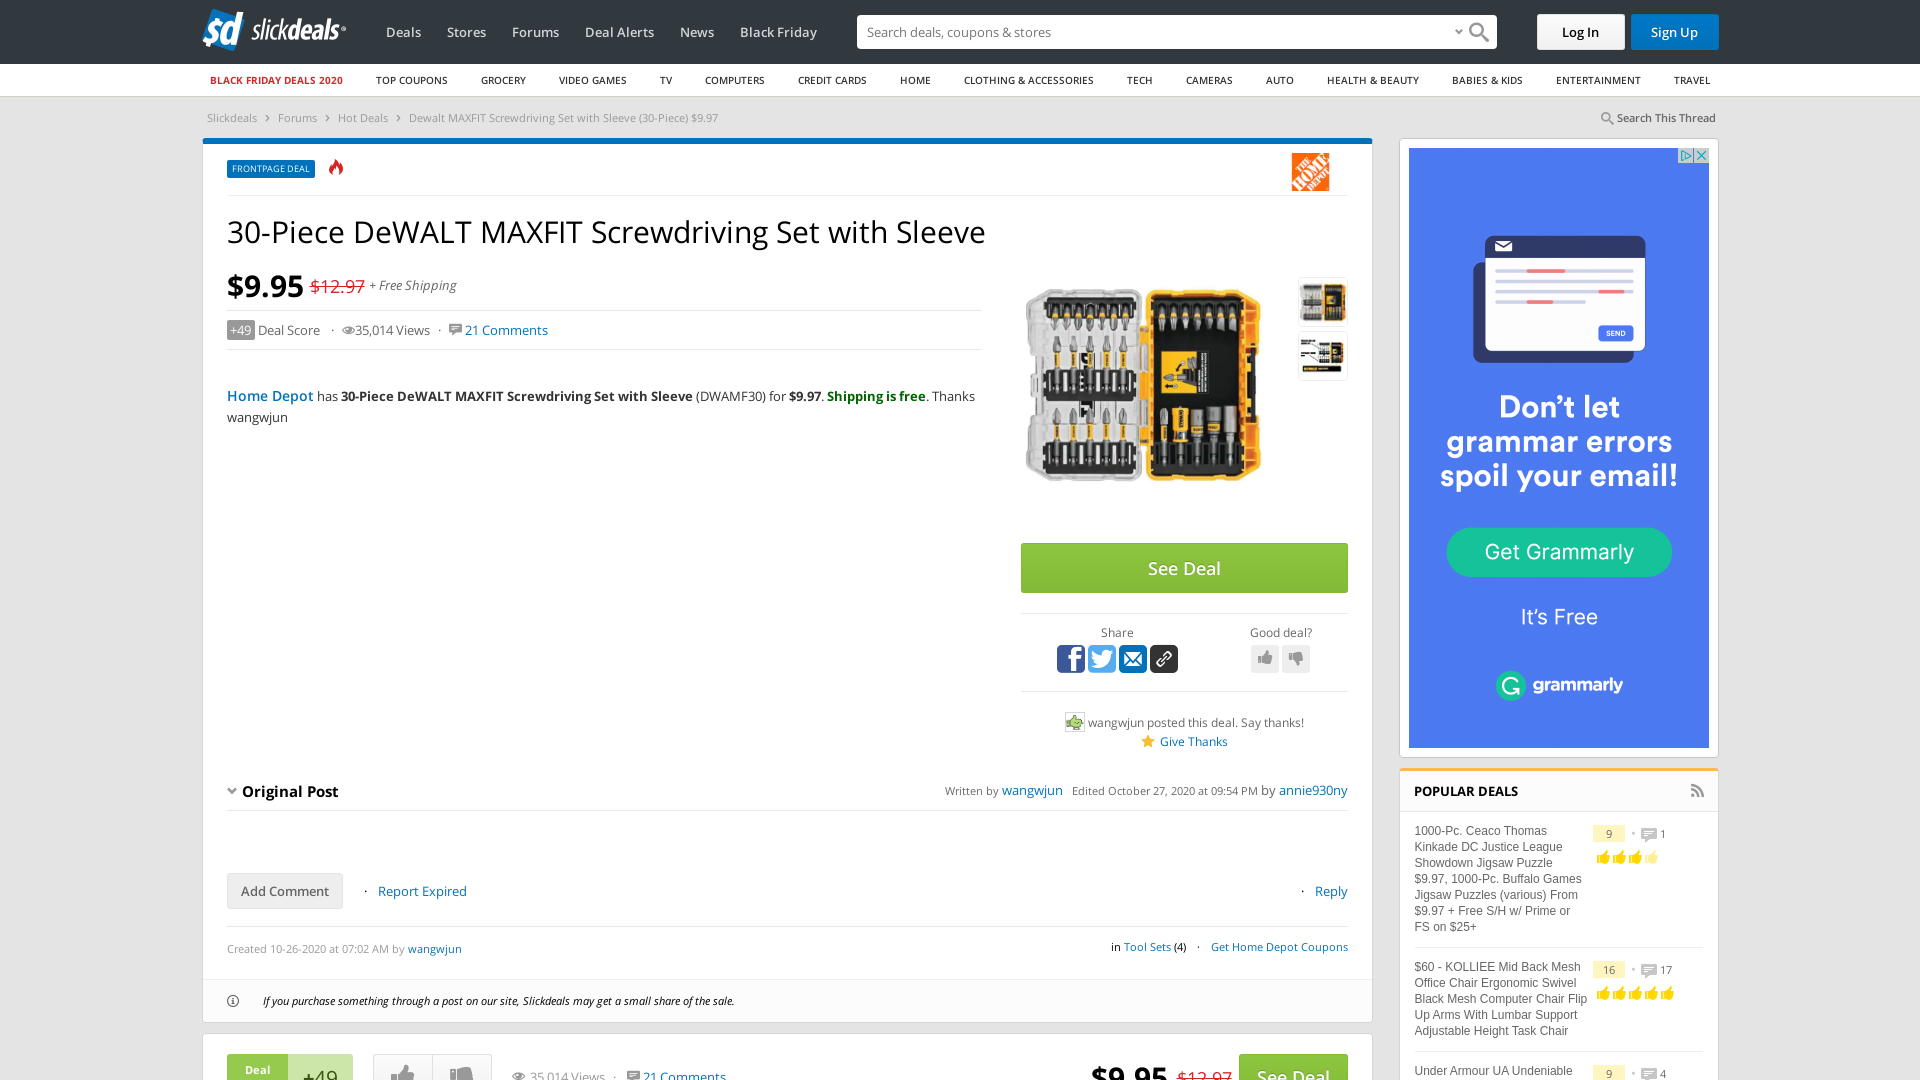 sd slickdeals
Deals Stores Forums Deal Alerts News Black Friday
Search deals, coupons & stores
Log In Sign Up
BLACK FRIDAY DEALS 2020 TOP COUPONS GROCERY VIDEO GAMES TV COMPUTERS CREDIT CARDS HOME CLOTHING & ACCESSORIES TECH CAMERAS AUTO HEALTH & BEAUTY BABIES & KIDS ENTERTAINMENT TRAVEL
Slickdeals › Forums › Hot Deals › Dewalt MAXFIT Screwdriving Set with Sleeve (30-Piece) $9.97
Search This Thread
FRONTPAGE DEAL
THE HOME DEPOT
30-Piece DeWALT MAXFIT Screwdriving Set with Sleeve
$9.95 $12.97 + Free Shipping
+49 Deal Score · 35,014 Views · 21 Comments
Home Depot has 30-Piece DeWALT MAXFIT Screwdriving Set with Sleeve (DWAMF30) for $9.97. Shipping is free. Thanks
wangwjun
See Deal
Share Good deal?
wangwjun posted this deal. Say thanks!
Give Thanks
Original Post
Written by wangwjun Edited October 27, 2020 at 09:54 PM by annie930ny
Add Comment · Report Expired
· Reply
Created 10-26-2020 at 07:02 AM by wangwjun
in Tool Sets (4) · Get Home Depot Coupons
If you purchase something through a post on our site, Slickdeals may get a small share of the sale.
Deal
+49
35,014 Views · 21 Comments
$9.95 $12.97 See Deal
SEND
Don't let
grammar errors
spoil your email!
Get Grammarly
It's Free
grammarly
POPULAR DEALS
1000-Pc. Ceaco Thomas
Kinkade DC Justice League
Showdown Jigsaw Puzzle
$9.97, 1000-Pc. Buffalo Games
Jigsaw Puzzles (various) From
$9.97 + Free S/H w/ Prime or
FS on $25+
9 • 1
$60 - KOLLIEE Mid Back Mesh
Office Chair Ergonomic Swivel
Black Mesh Computer Chair Flip
Up Arms With Lumbar Support
Adjustable Height Task Chair
16 • 17
Under Armour UA Undeniable
9 • 4